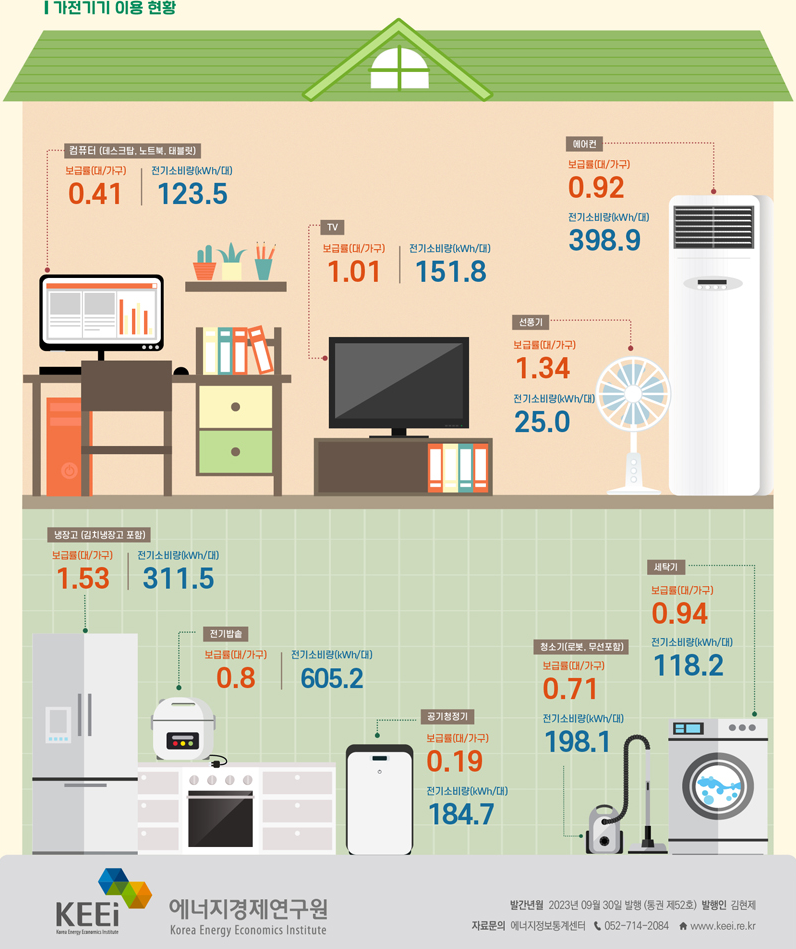 가전기기 이용 현황
컴퓨터 (데스크탑, 노트북, 태블릿)
보급률(대/가구) 전기소비량(kWh/대)
0.41 123.5
에어컨
보급률(대/가구)
0.92
전기소비량(kWh/대)
398.9
TV
보급률(대/가구) 전기소비량(kWh/대)
1.01 151.8
선풍기
보급률(대/가구)
1.34
전기소비량(kWh/대)
25.0
냉장고 (김치냉장고 포함)
보급률(대/가구) 전기소비량(kWh/대)
1.53 311.5
세탁기
보급률(대/가구)
0.94
전기소비량(kWh/대)
118.2
전기밥솥
보급률(대/가구) 전기소비량(kWh/대)
0.8 605.2
청소기(로봇, 무선포함)
보급률(대/가구)
0.71
전기소비량(kWh/대)
198.1
공기청정기
보급률(대/가구)
0.19
전기소비량(kWh/대)
184.7
KEEi
Korea Energy Economics Institute
에너지경제연구원
Korea Energy Economics Institute
발간년월 2023년 09월 30일 발행 (통권 제52호) 발행인 김현제
자료문의 에너지정보통계센터 052-714-2084 www.keei.re.kr